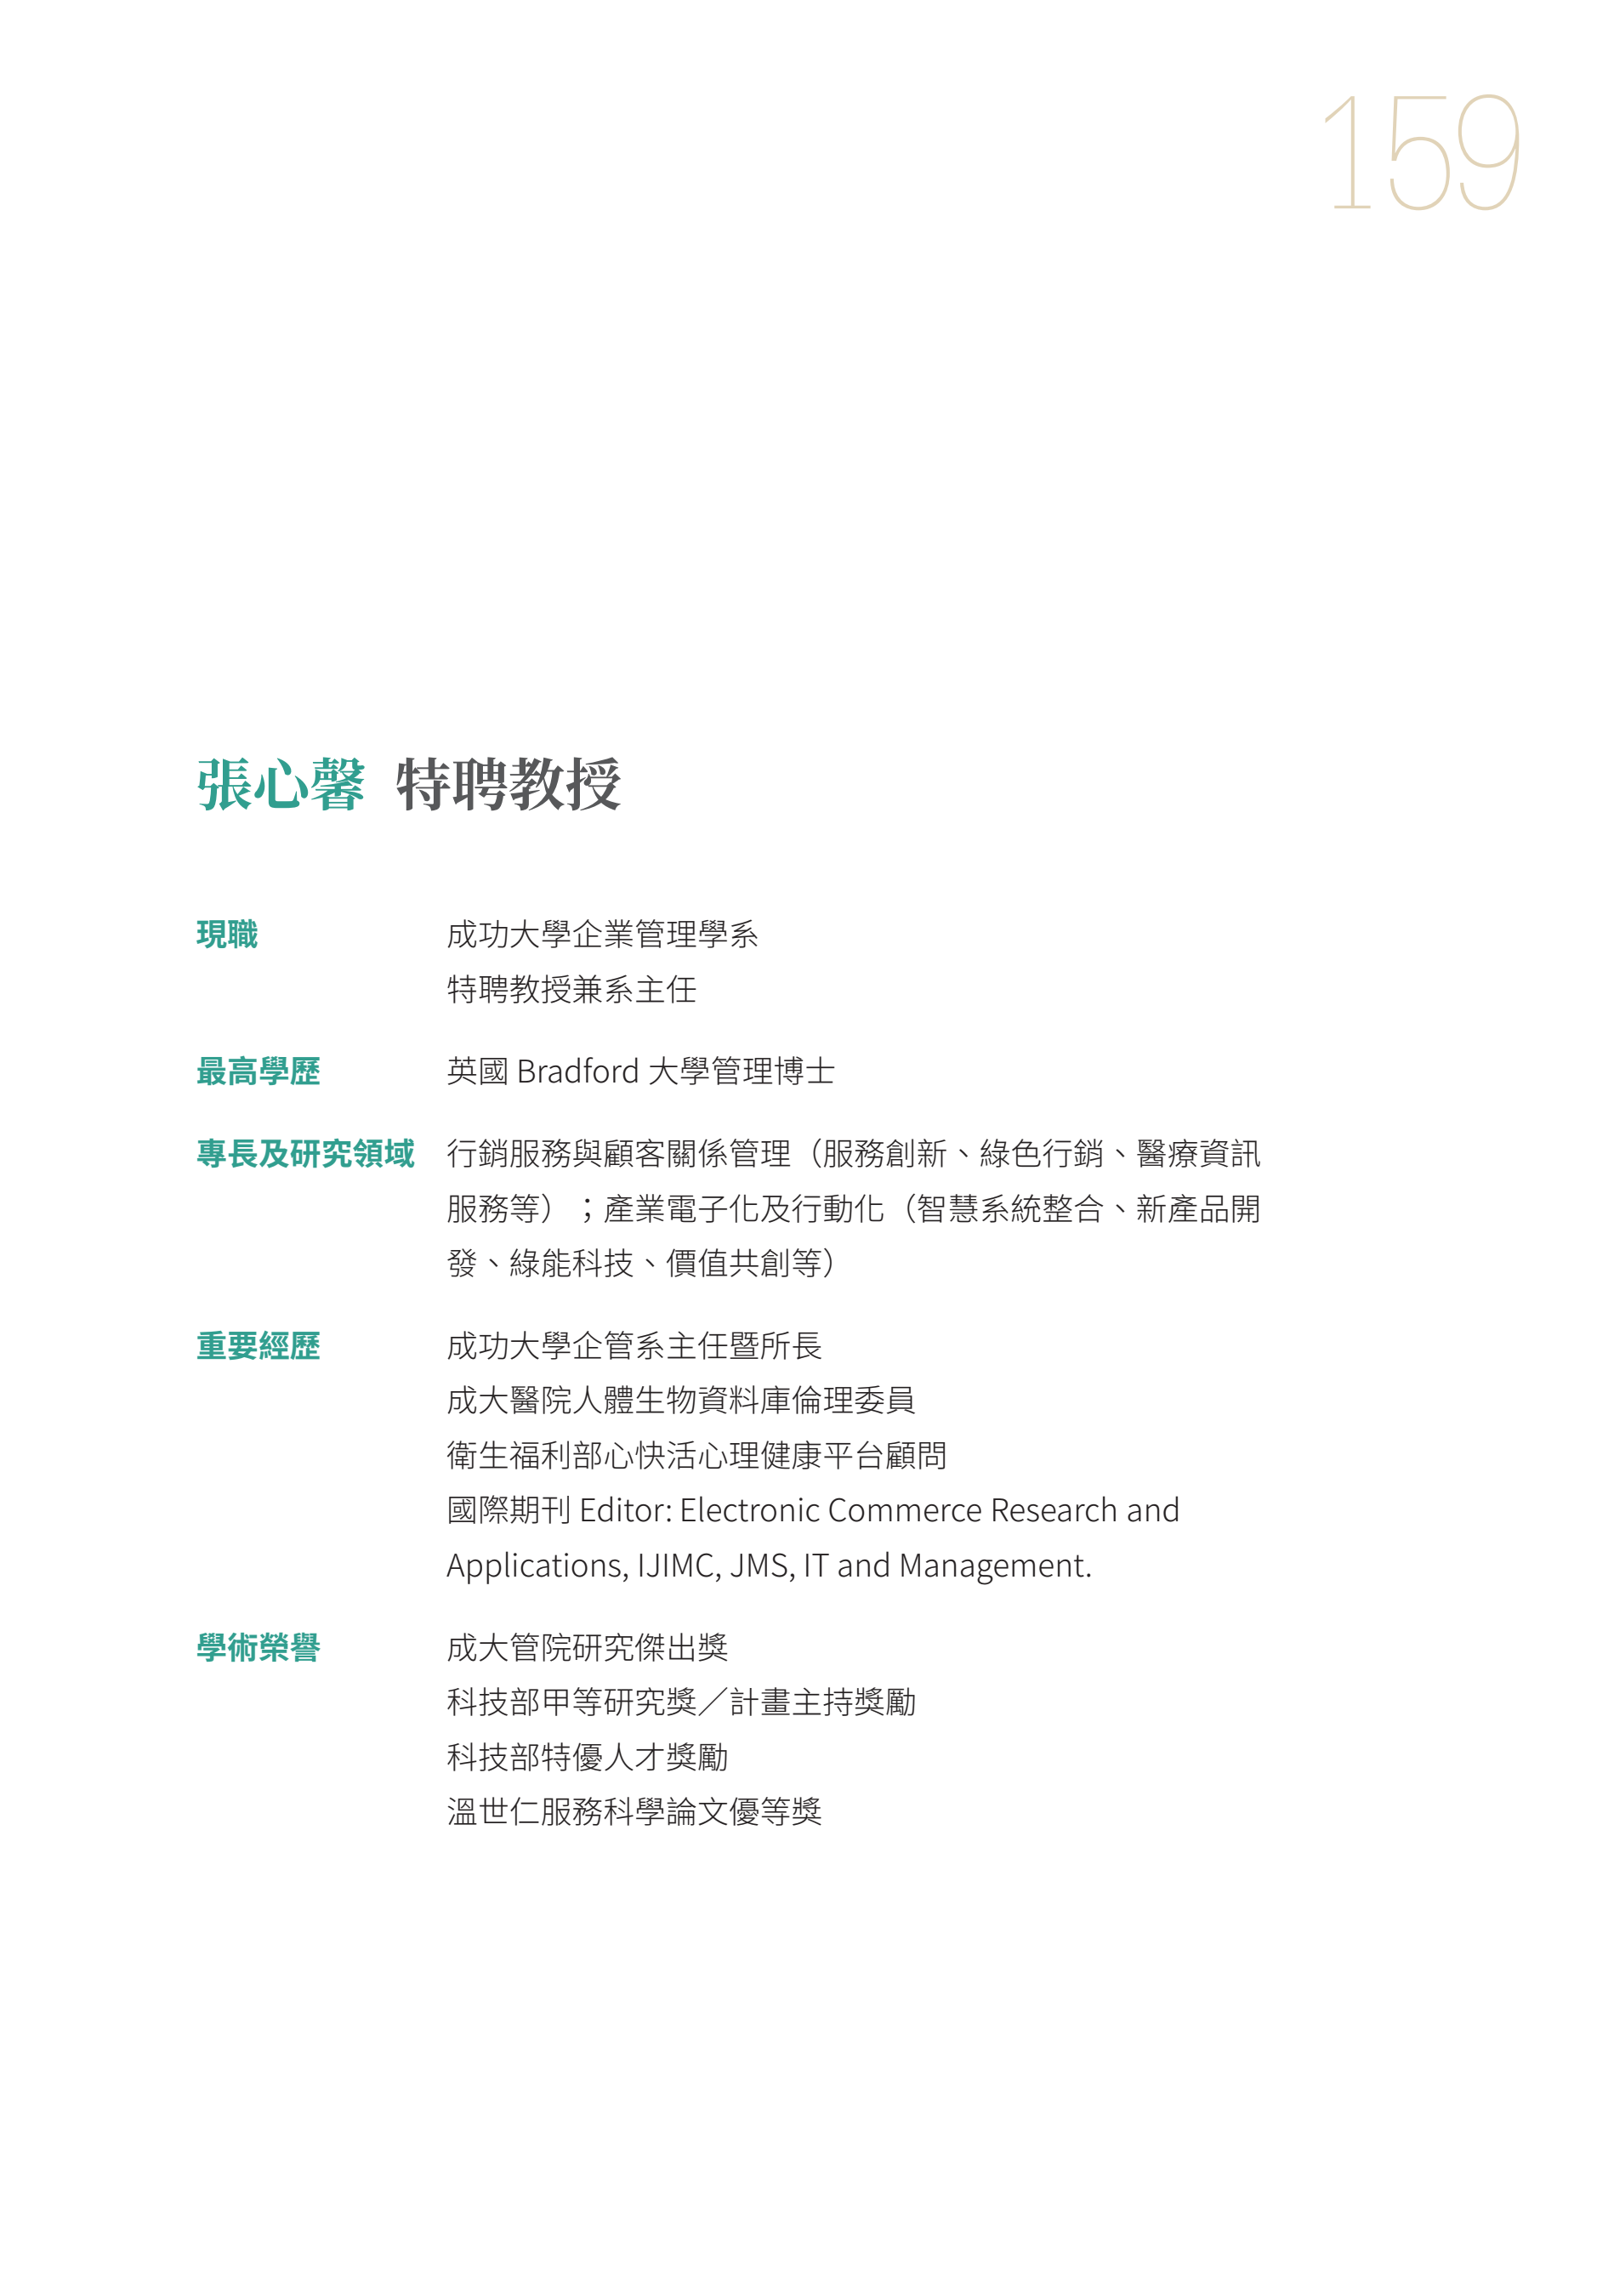 159
張心馨 特聘教授
現職 成功大學企業管理學系
特聘教授兼系主任
最高學歷 英國 Bradford 大學管理博士
專長及研究領域 行銷服務與顧客關係管理（服務創新、綠色行銷、醫療資訊
服務等）；產業電子化及行動化（智慧系統整合、新產品開
發、綠能科技、價值共創等）
重要經歷 成功大學企管系主任暨所長
成大醫院人體生物資料庫倫理委員
衛生福利部心快活心理健康平台顧問
國際期刊 Editor: Electronic Commerce Research and
Applications, IJIMC, JMS, IT and Management.
學術榮譽 成大管院研究傑出獎
科技部甲等研究獎／計畫主持獎勵
科技部特優人才獎勵
溫世仁服務科學論文優等獎